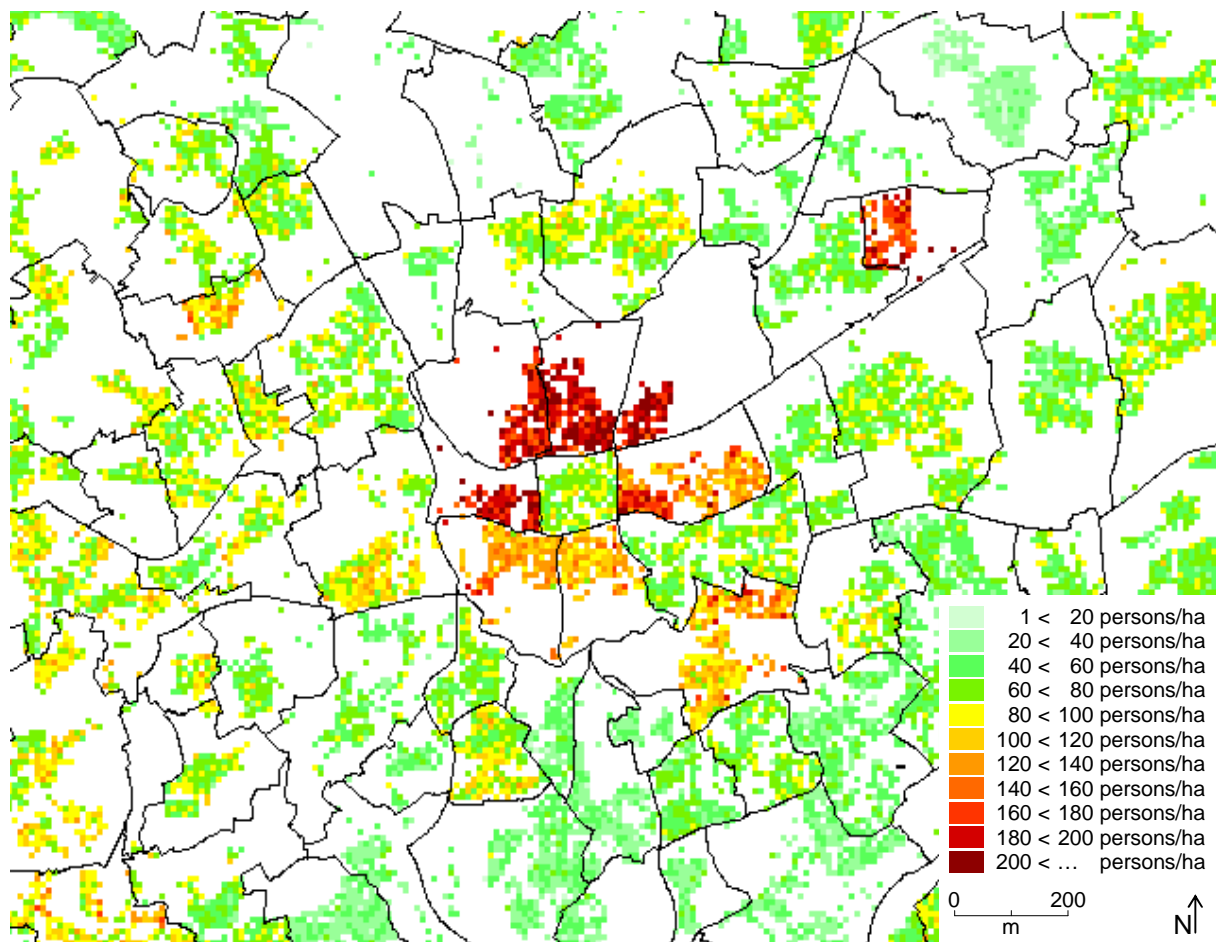 1 < 20 persons/ha
20 < 40 persons/ha
40 < 60 persons/ha
60 < 80 persons/ha
80 < 100 persons/ha
100 < 120 persons/ha
120 < 140 persons/ha
140 < 160 persons/ha
160 < 180 persons/ha
180 < 200 persons/ha
200 < … persons/ha
0 200
m
N